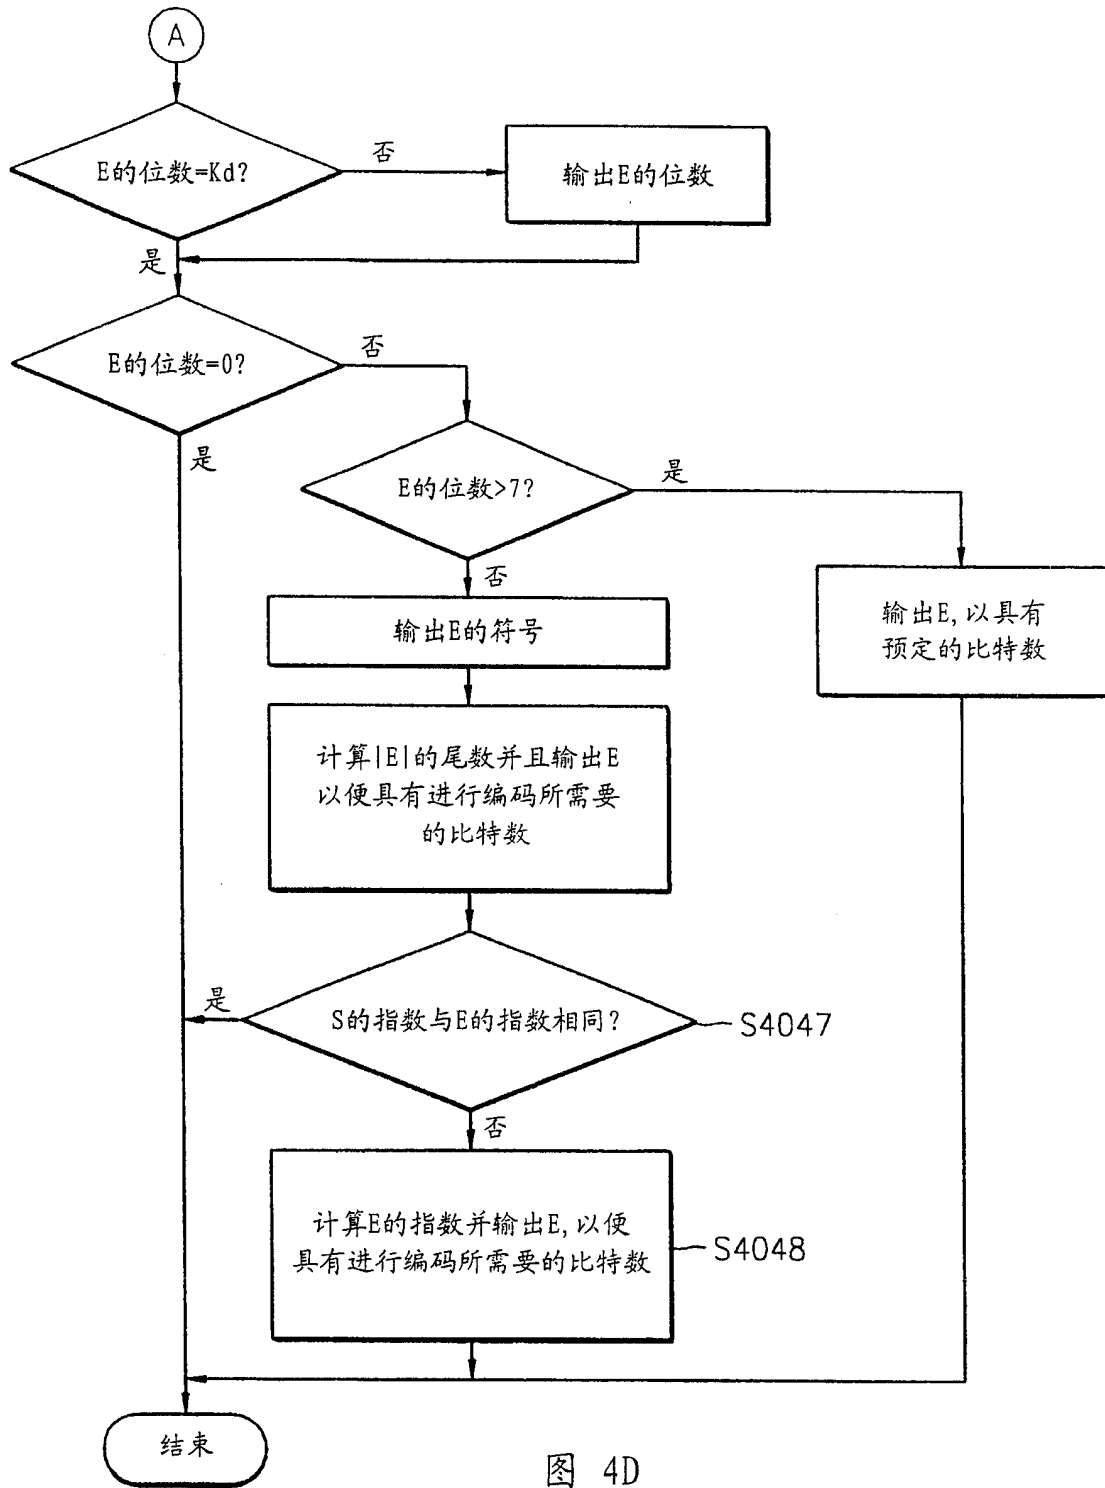 A
E的位数=Kd?
否
输出E的位数
是
E的位数=0?
否
是
E的位数>7?
是
否
输出E的符号
输出E,以具有
预定的比特数
计算|E|的尾数并且输出E
以便具有进行编码所需要
的比特数
是
S的指数与E的指数相同?
S4047
否
计算E的指数并输出E,以便
具有进行编码所需要的比特数
S4048
结束
图 4D